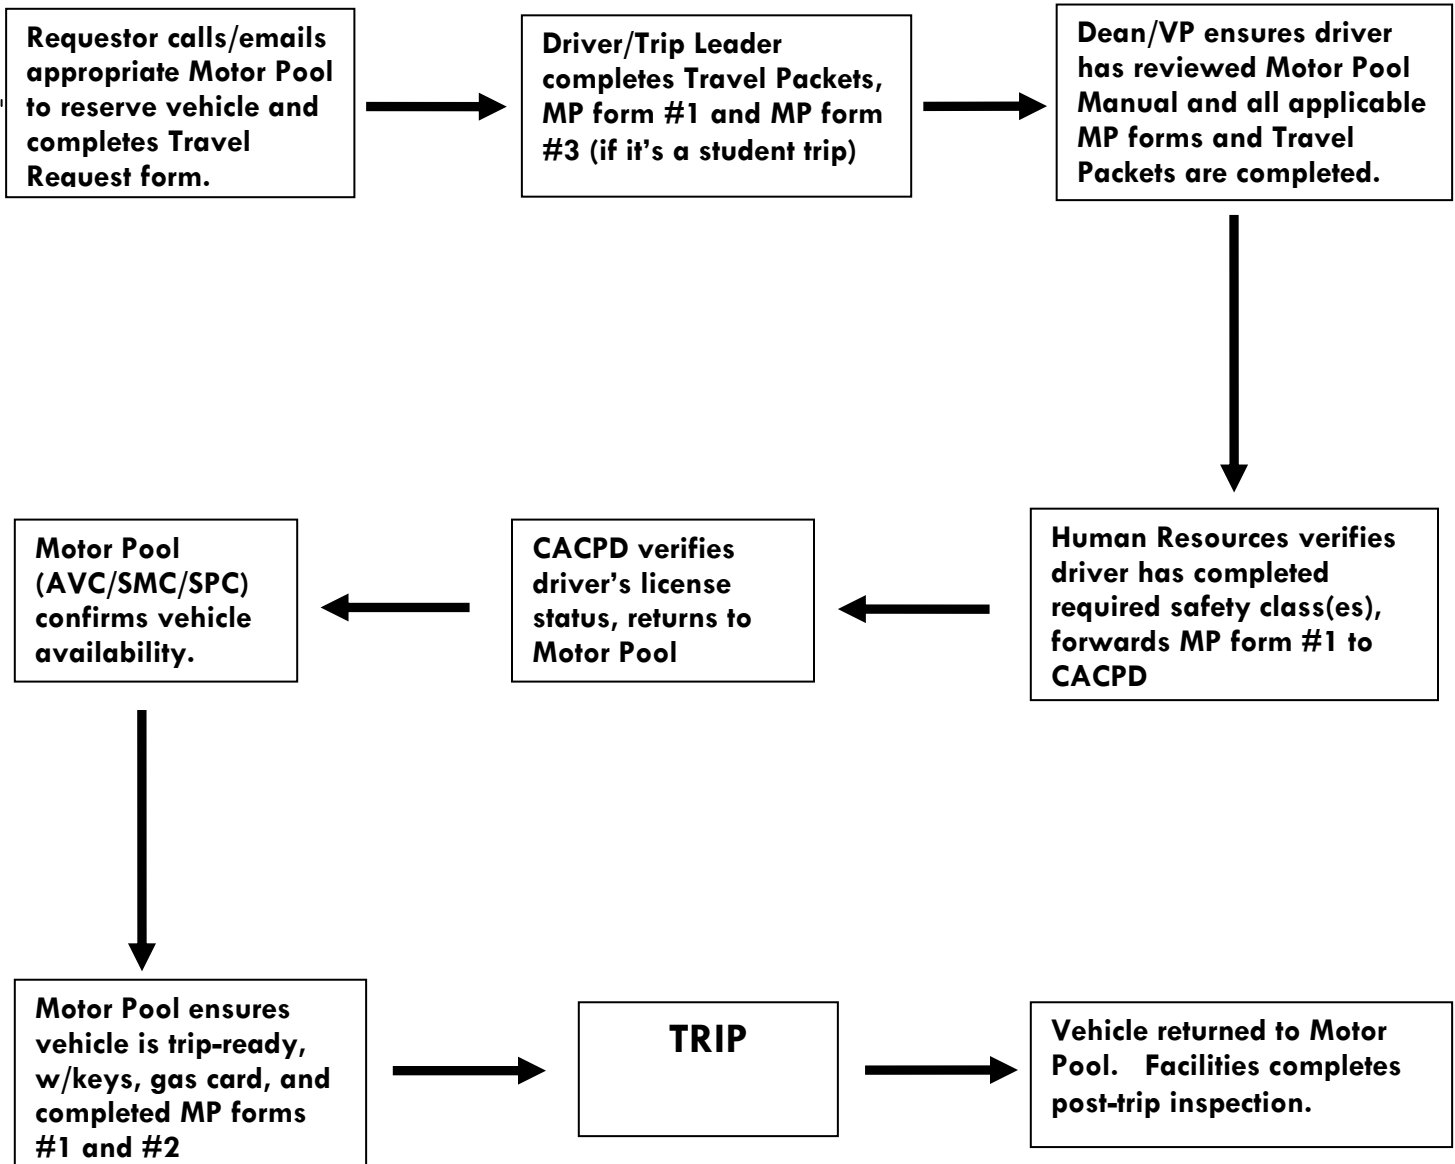 Requestor calls/emails
appropriate Motor Pool
to reserve vehicle and
completes Travel
Request form.
Driver/Trip Leader
completes Travel Packets,
MP form #1 and MP form
#3 (if it’s a student trip)
Dean/VP ensures driver
has reviewed Motor Pool
Manual and all applicable
MP forms and Travel
Packets are completed.
Human Resources verifies
driver has completed
required safety class(es),
forwards MP form #1 to
CACPD
CACPD verifies
driver’s license
status, returns to
Motor Pool
Motor Pool
(AVC/SMC/SPC)
confirms vehicle
availability.
Motor Pool ensures
vehicle is trip-ready,
w/keys, gas card, and
completed MP forms
#1 and #2
TRIP
Vehicle returned to Motor
Pool.   Facilities completes
post-trip inspection.